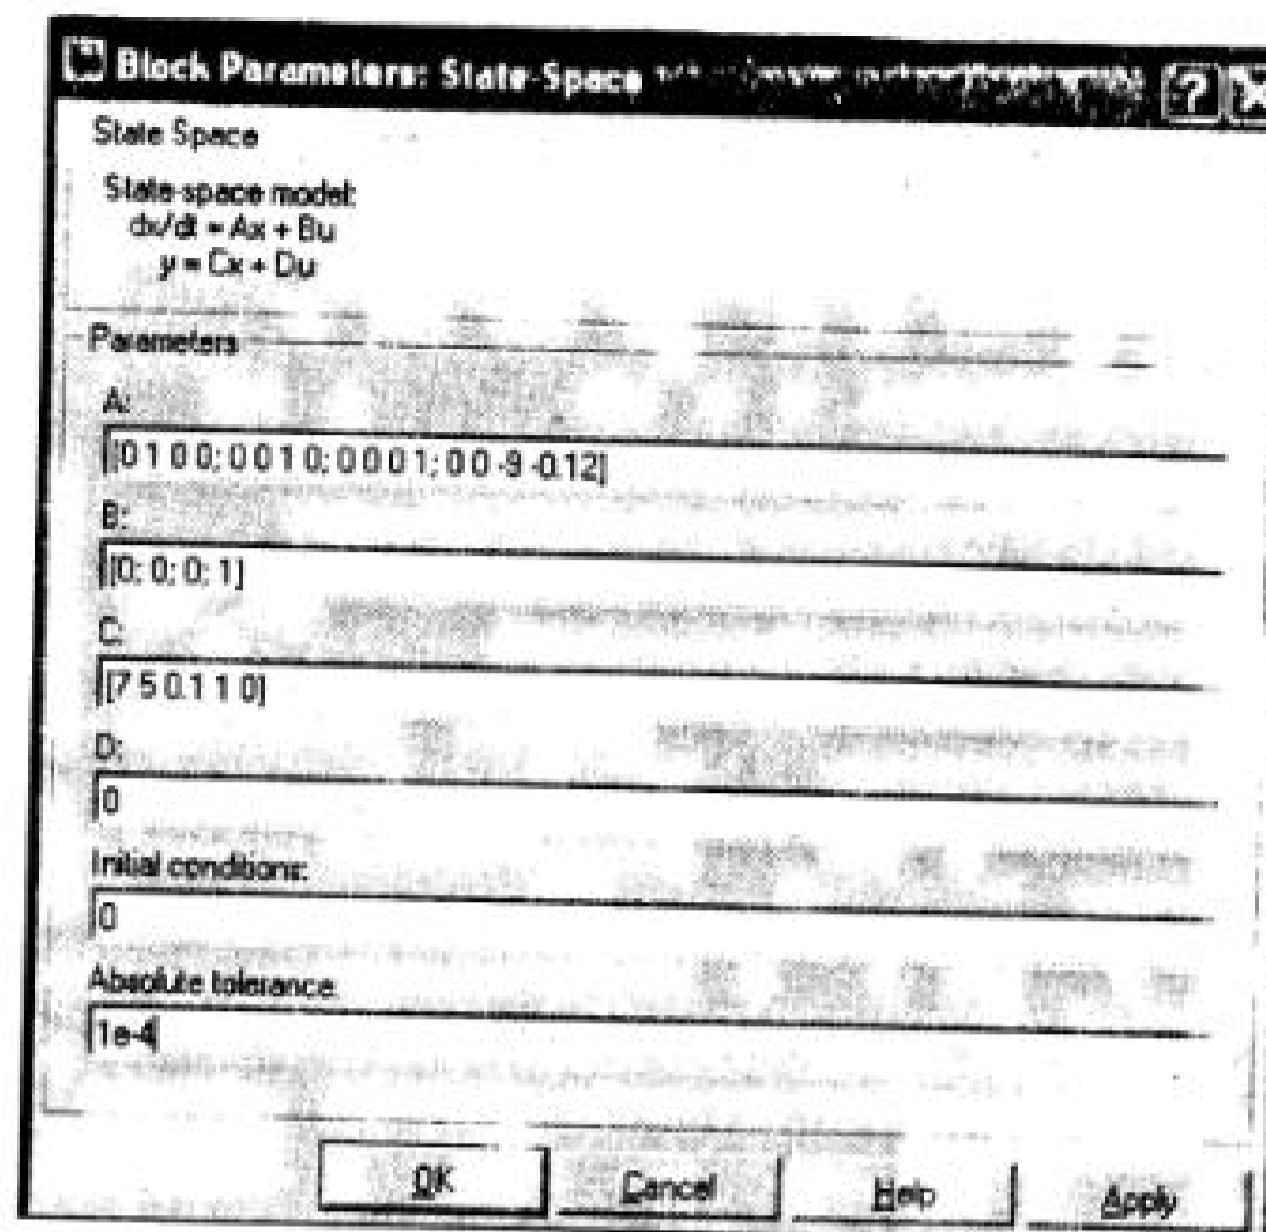 Block Parameters: State-Space
State Space
State-space model:
dx/dt = Ax + Bu
y = Cx + Du
Parameters
A:
[0 1 0 0; 0 0 1 0; 0 0 0 1; 0 0 -9 -0.12]
B:
[0; 0; 0; 1]
C:
[7 5 0.1 1 0]
D:
0
Initial conditions:
0
Absolute tolerance:
1e-4
OK Cancel Help Apply